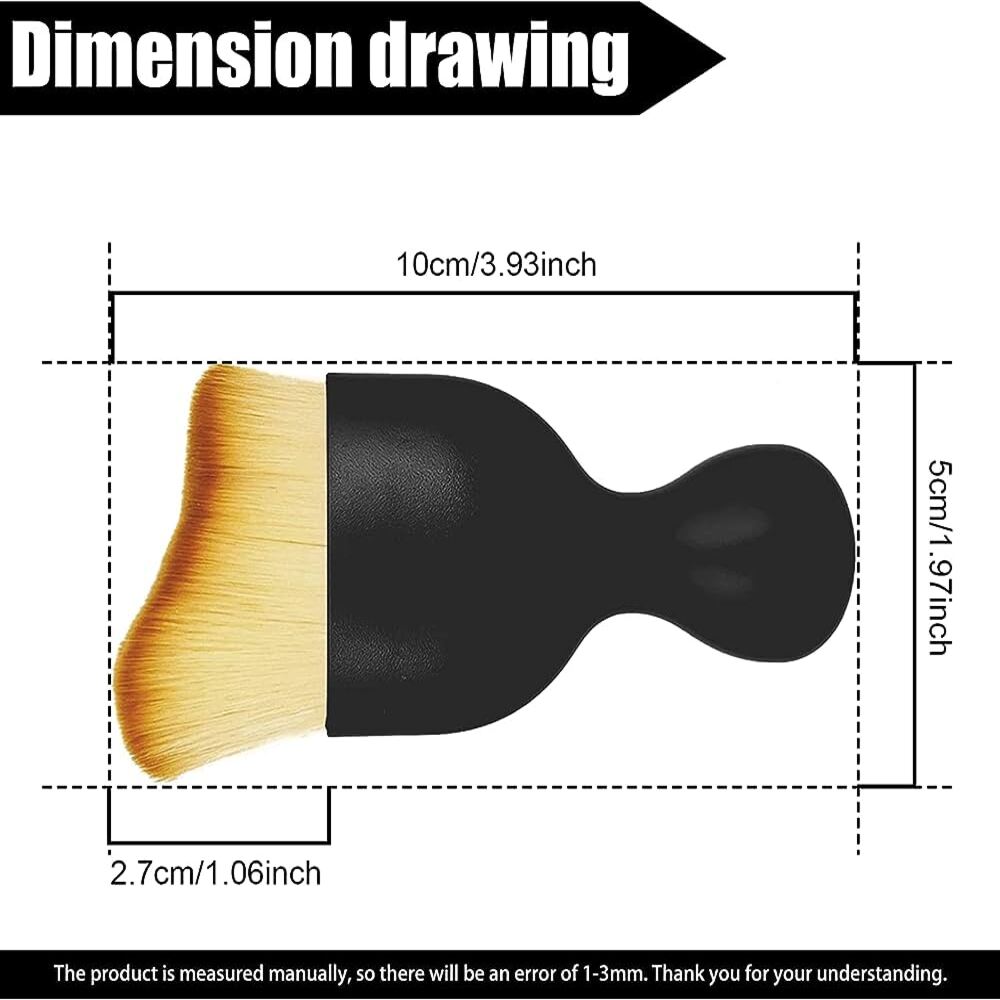 Dimension drawing
10cm/3.93inch
5cm/1.97inch
2.7cm/1.06inch
The product is measured manually, so there will be an error of 1-3mm. Thank you for your understanding.